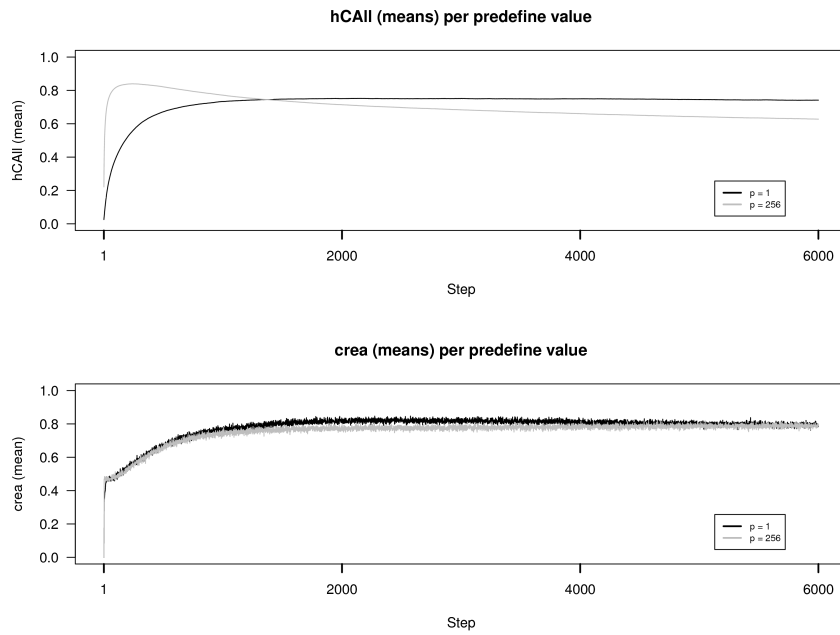 hCAII (means) per predefine value
hCAII (mean)
1.0
0.8
0.6
0.4
0.2
0.0
p = 1
p = 256
1 2000 4000 6000
Step
crea (means) per predefine value
crea (mean)
1.0
0.8
0.6
0.4
0.2
0.0
p = 1
p = 256
1 2000 4000 6000
Step